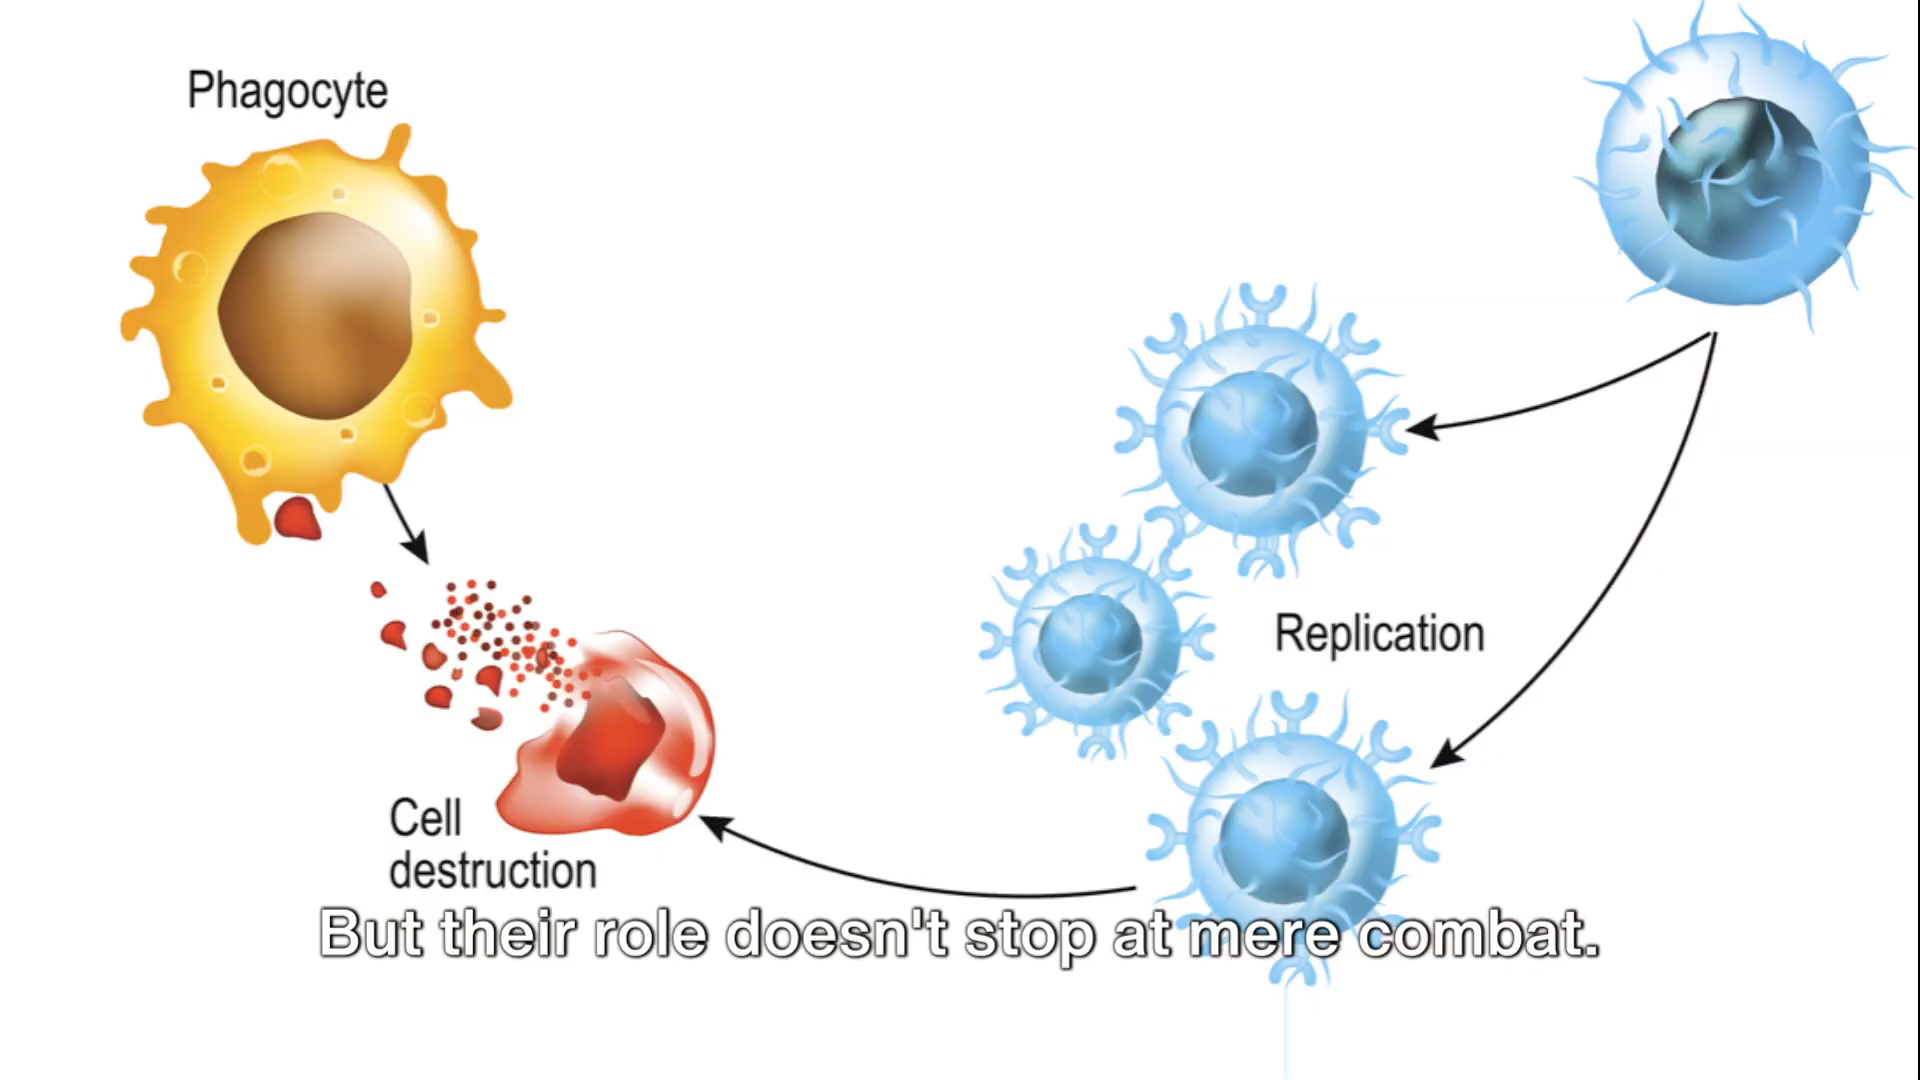 Phagocyte
Replication
Cell
destruction
But their role doesn't stop at mere combat.